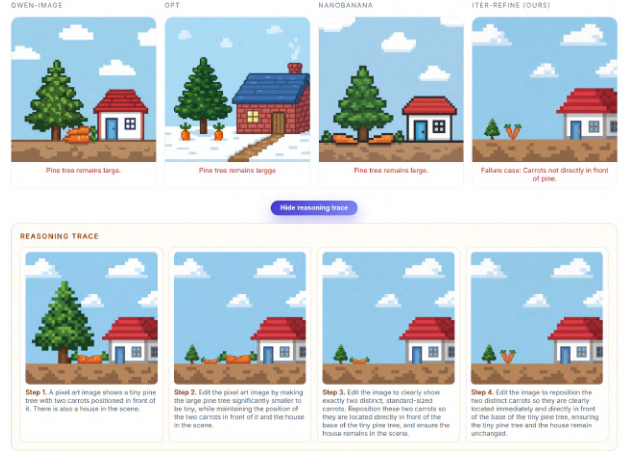 QWEN-IMAGE
GPT
NANOBANANA
ITER-REFINE (OURS)
Pine tree remains large.
Pine tree remains largge
Pine tree remains large.
Failure case: Carrots not directly in front
of pine.
Hide reasoning trace
REASONING TRACE
Step 1. A pixel art image shows a tiny pine
tree with two carrots positioned in front of
it. There is also a house in the scene.
Step 2. Edit the pixel art image by making
the large pine tree significantly smaller to
be tiny, while maintaining the position of
the two carrots in front of it and the house
in the scene.
Step 3. Edit the image to clearly show
exactly two distinct, standard-sized
carrots. Reposition these two carrots so
they are located directly in front of the
base of the tiny pine tree, and ensure the
house remains in the scene.
Step 4. Edit the image to reposition the
two distinct carrots so they are clearly
located immediately and directly in front
of the base of the tiny pine tree, ensuring
the tiny pine tree and the house remain
unchanged.